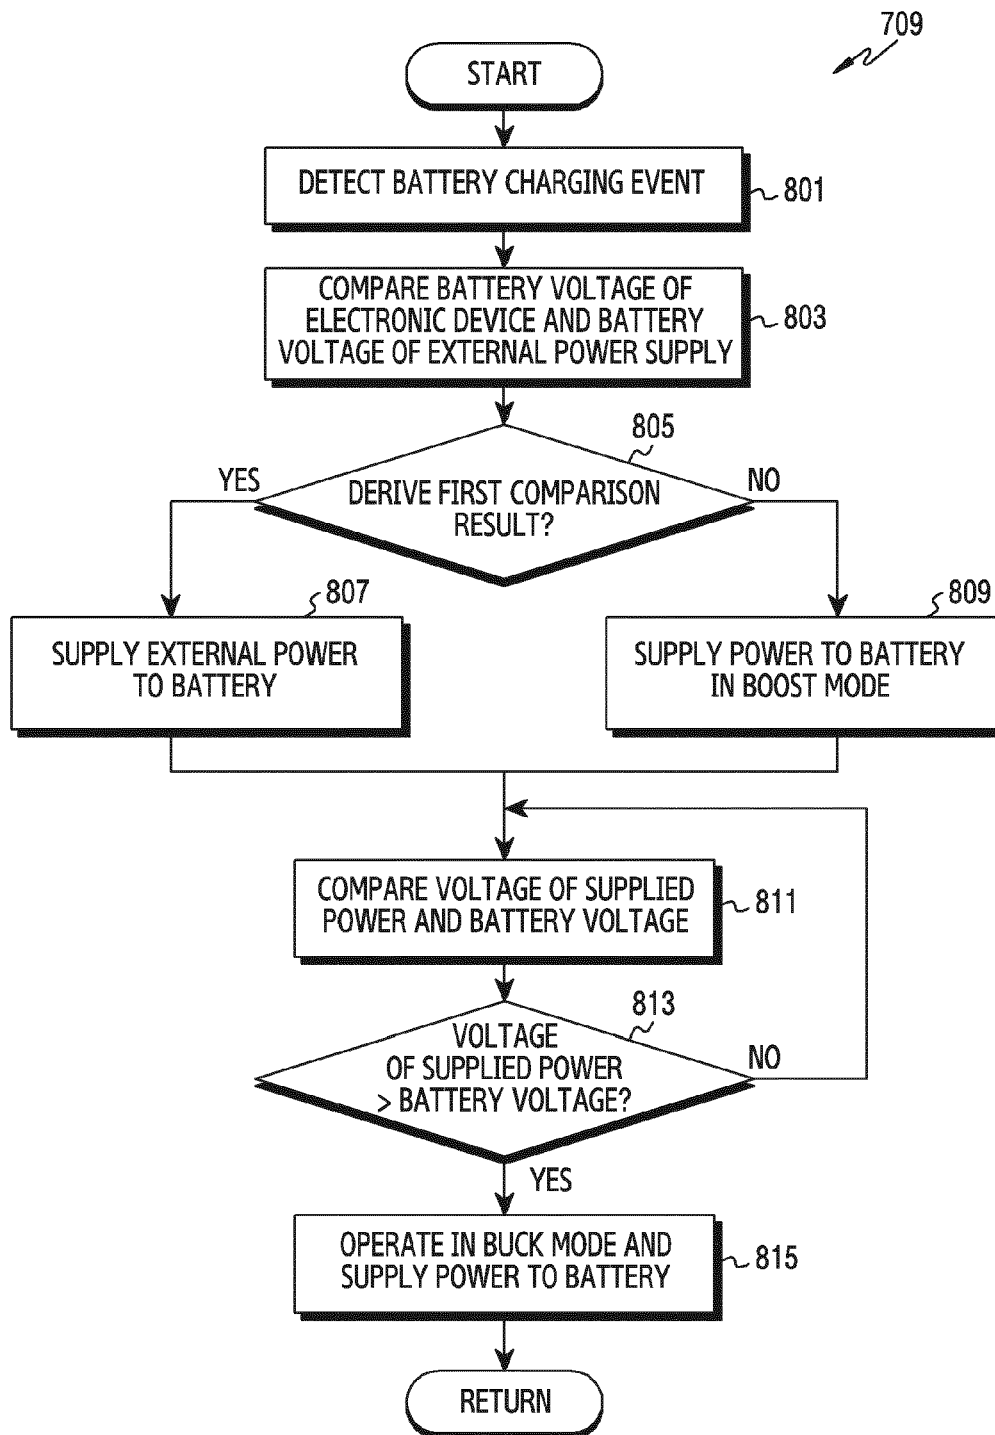 709
START
DETECT BATTERY CHARGING EVENT
801
COMPARE BATTERY VOLTAGE OF
ELECTRONIC DEVICE AND BATTERY
VOLTAGE OF EXTERNAL POWER SUPPLY
803
805
YES
NO
DERIVE FIRST COMPARISON
RESULT?
807
809
SUPPLY EXTERNAL POWER
TO BATTERY
SUPPLY POWER TO BATTERY
IN BOOST MODE
COMPARE VOLTAGE OF SUPPLIED
POWER AND BATTERY VOLTAGE
811
813
VOLTAGE
OF SUPPLIED POWER
> BATTERY VOLTAGE?
NO
YES
OPERATE IN BUCK MODE AND
SUPPLY POWER TO BATTERY
815
RETURN